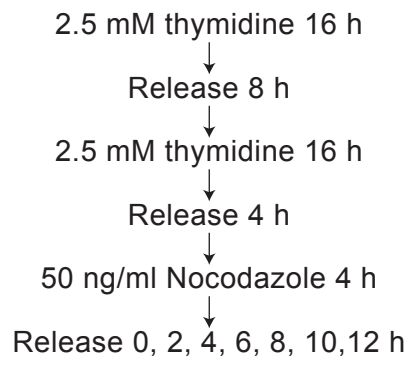 2.5 mM thymidine 16 h
Release 8 h
2.5 mM thymidine 16 h
Release 4 h
50 ng/ml Nocodazole 4 h
Release 0, 2, 4, 6, 8, 10,12 h